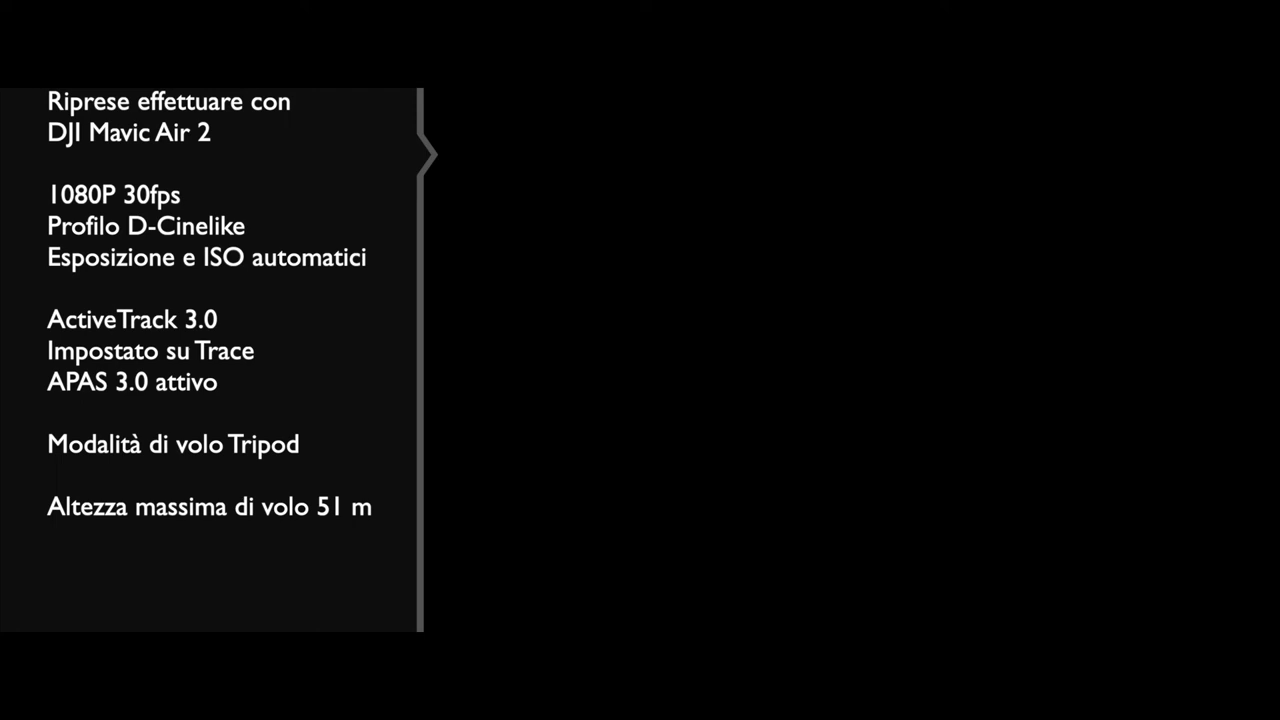 Riprese effettuare con
DJI Mavic Air 2
1080P 30fps
Profilo D-Cinelike
Esposizione e ISO automatici
ActiveTrack 3.0
Impostato su Trace
APAS 3.0 attivo
Modalità di volo Tripod
Altezza massima di volo 51 m